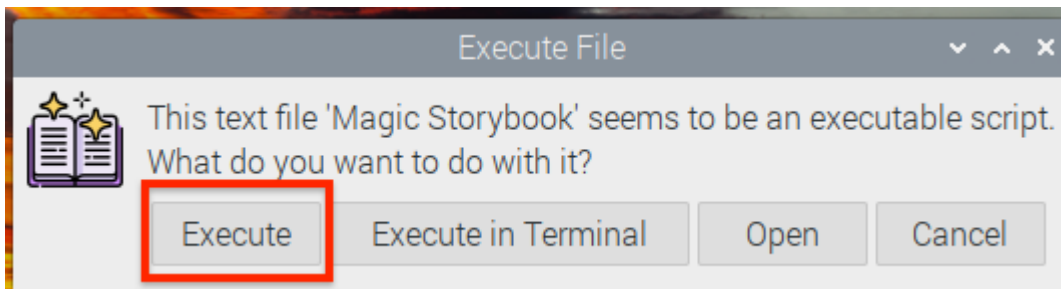 Execute File
This text file 'Magic Storybook' seems to be an executable script.
What do you want to do with it?
Execute Execute in Terminal Open Cancel